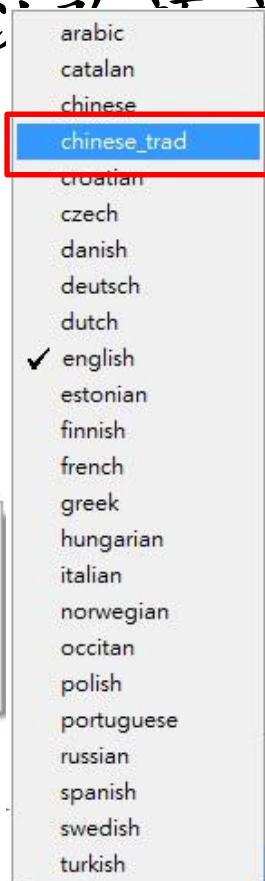 arabic
catalan
chinese
chinese_trad
croatian
czech
danish
deutsch
dutch
✓ english
estonian
finnish
french
greek
hungarian
italian
norwegian
occitan
polish
portuguese
russian
spanish
swedish
turkish